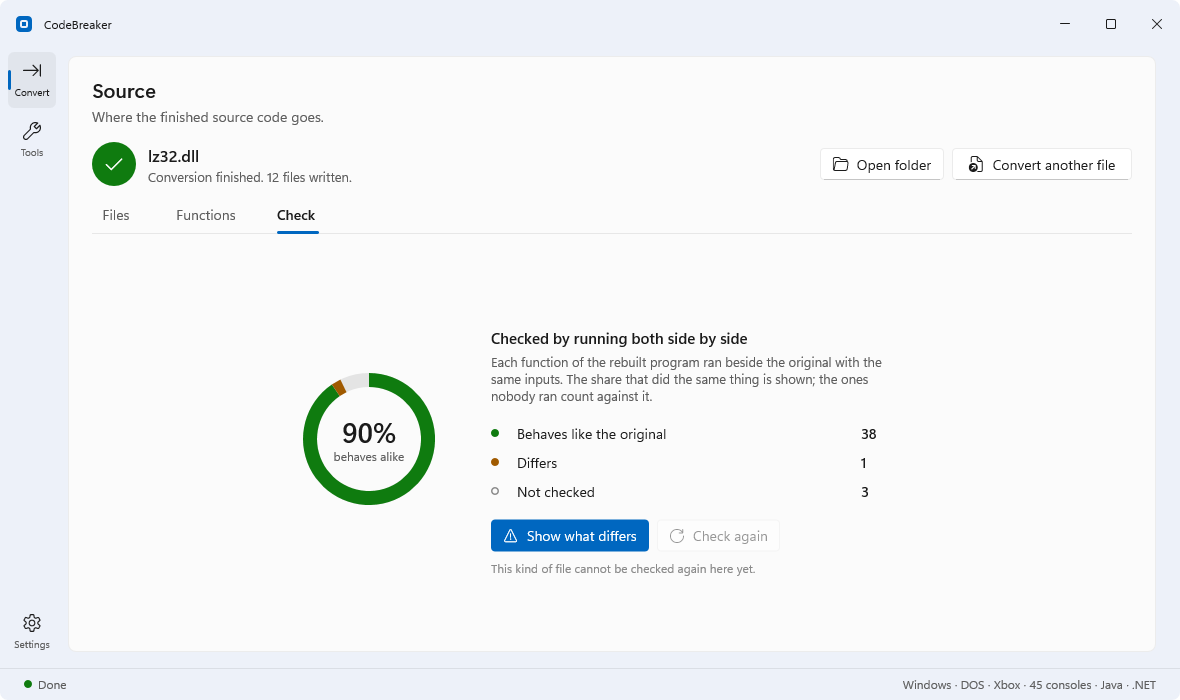 CodeBreaker
Convert
Tools
Source
Where the finished source code goes.
lz32.dll
Conversion finished. 12 files written.
Open folder
Convert another file
Files
Functions
Check
90%
behaves alike
Checked by running both side by side
Each function of the rebuilt program ran beside the original with the
same inputs. The share that did the same thing is shown; the ones
nobody ran count against it.
Behaves like the original 38
Differs 1
Not checked 3
Show what differs
Check again
This kind of file cannot be checked again here yet.
Settings
Done
Windows · DOS · Xbox · 45 consoles · Java · .NET